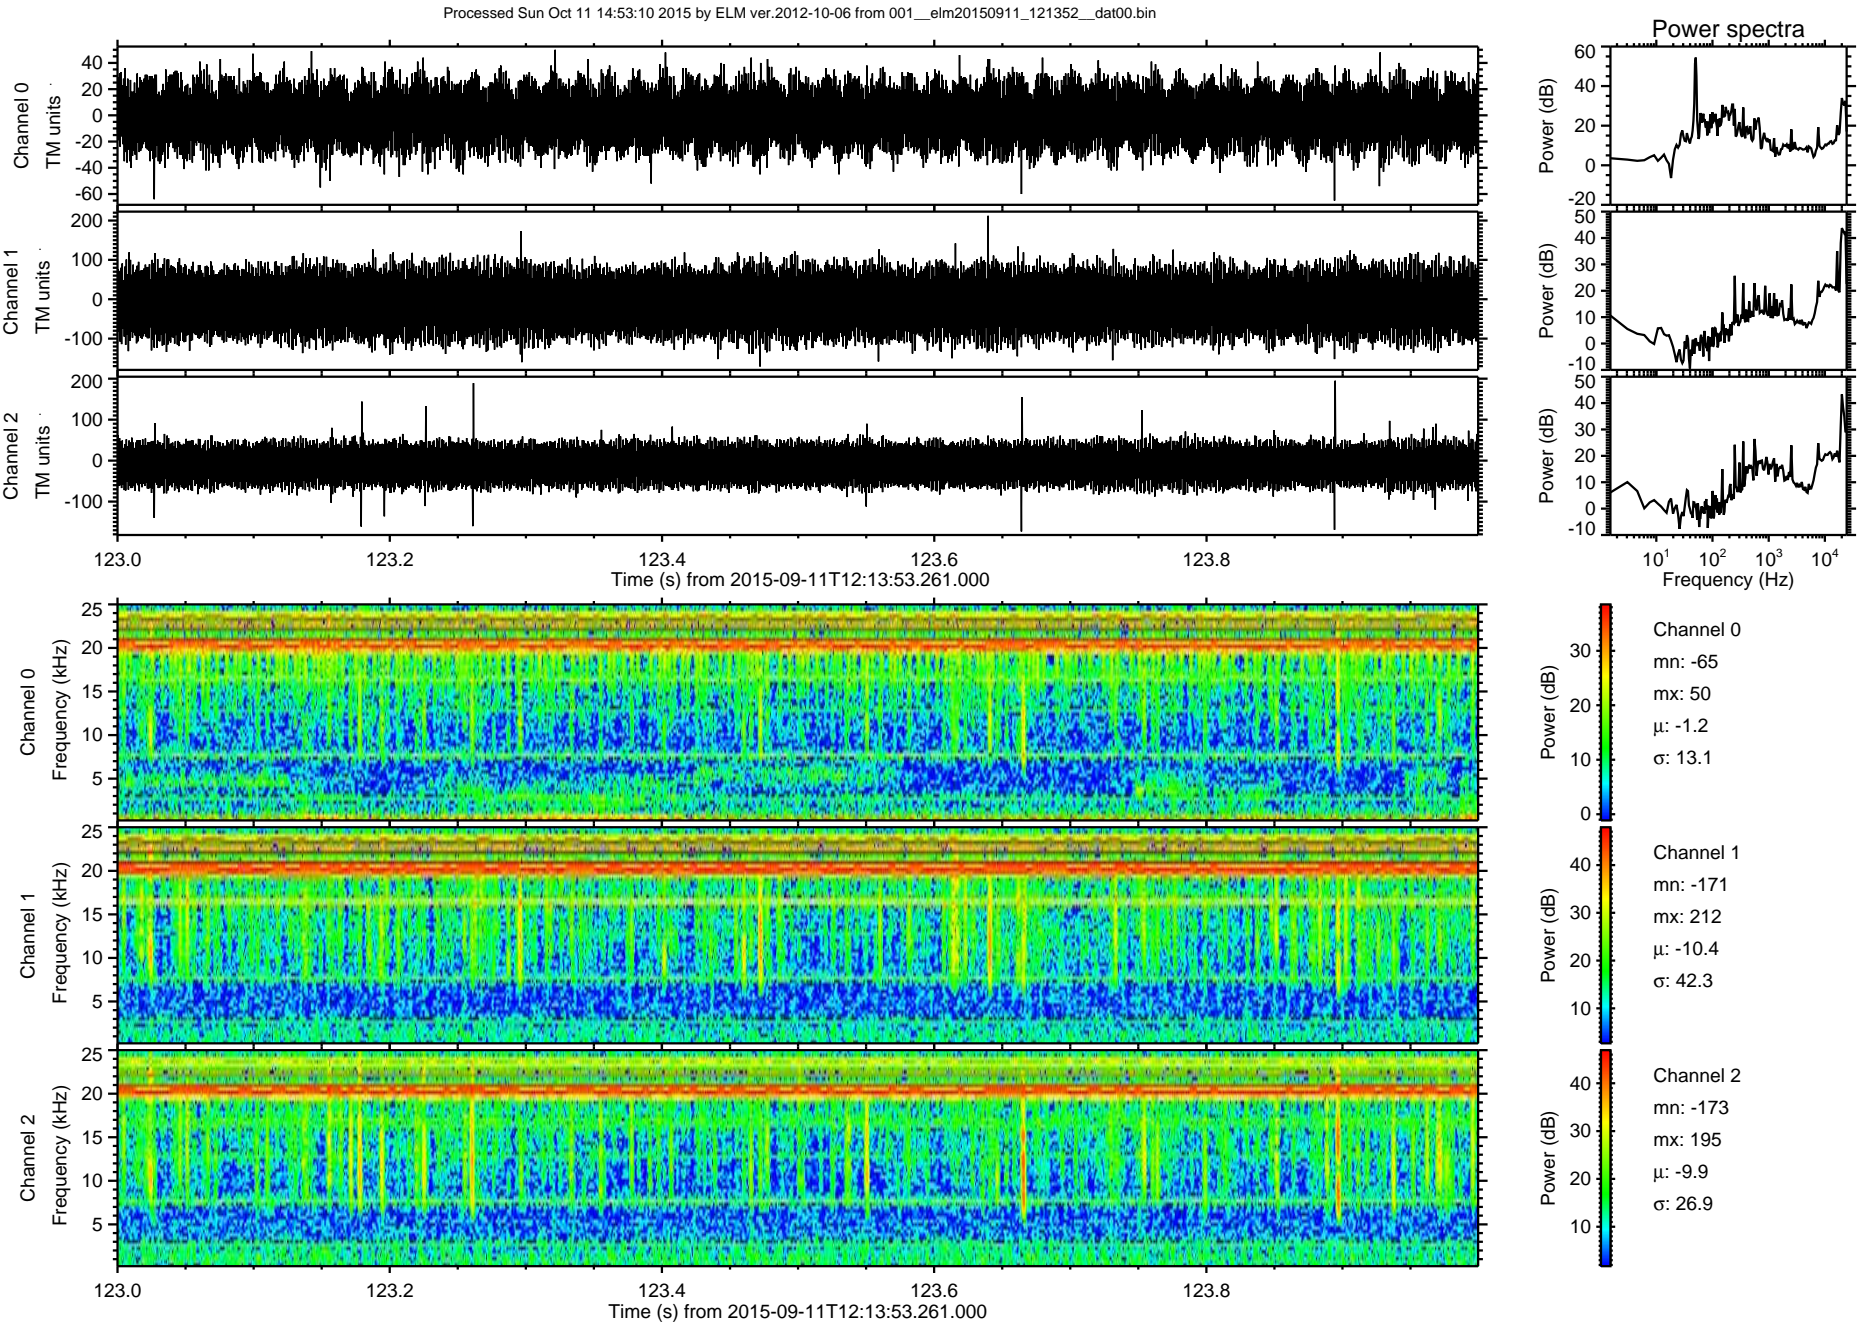 Processed Sun Oct 11 14:53:10 2015 by ELM ver.2012-10-06 from 001__elm20150911_121352__dat00.bin
Power spectra
Channel 0
TM units
40
20
0
-20
-40
-60
Power (dB)
60
40
20
0
-20
Channel 1
TM units
200
100
0
-100
Power (dB)
50
40
30
20
10
0
-10
Channel 2
TM units
200
100
0
-100
Power (dB)
50
40
30
20
10
0
-10
123.0 123.2 123.4 123.6 123.8
Time (s) from 2015-09-11T12:13:53.261.000
10¹ 10² 10³ 10⁴
Frequency (Hz)
Channel 0
Frequency (kHz)
25
20
15
10
5
Power (dB)
30
20
10
0
Channel 0
mn: -65
mx: 50
μ: -1.2
σ: 13.1
Channel 1
Frequency (kHz)
25
20
15
10
5
Power (dB)
40
30
20
10
Channel 1
mn: -171
mx: 212
μ: -10.4
σ: 42.3
Channel 2
Frequency (kHz)
25
20
15
10
5
Power (dB)
40
30
20
10
Channel 2
mn: -173
mx: 195
μ: -9.9
σ: 26.9
123.0 123.2 123.4 123.6 123.8
Time (s) from 2015-09-11T12:13:53.261.000